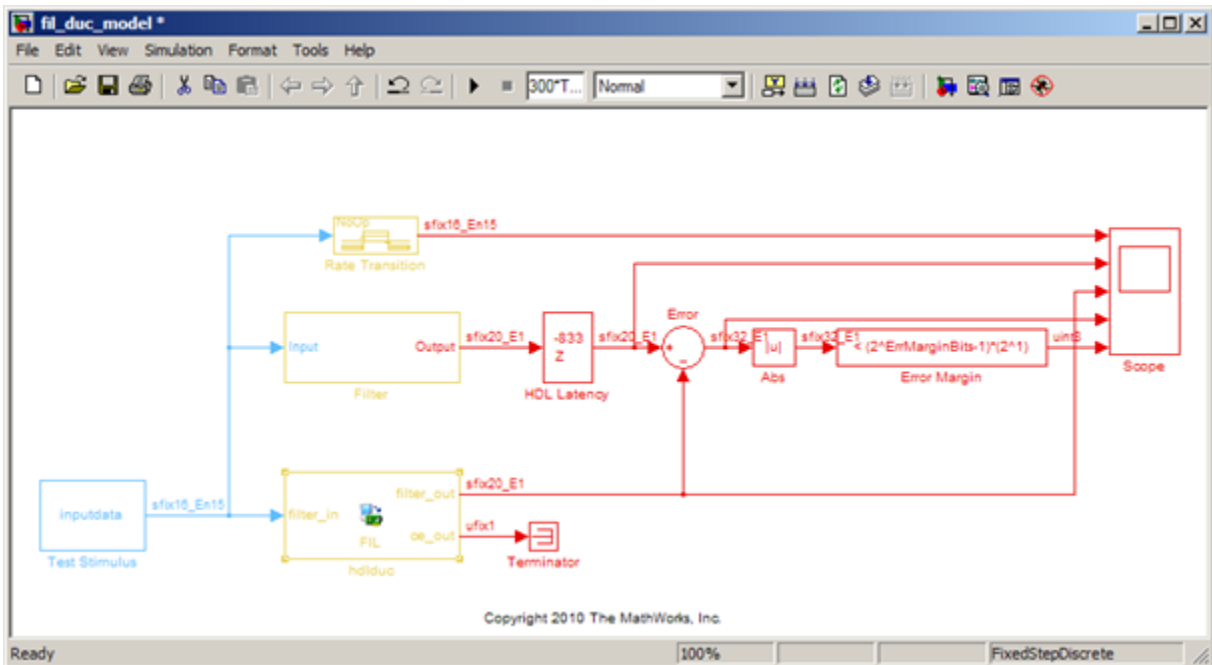 fil_duc_model *
File Edit View Simulation Format Tools Help
300*T... Normal
NoOp
sfix16_En15
Rate Transition
Input
Output
sfix20_E1
-833
Z
sfix20_E1
Error
+
-
sfix32_E1
|u|
sfix32_E1
< (2^ErrMarginBits-1)*(2^1)
uint8
Scope
Filter
HDL Latency
Abs
Error Margin
inputdata
sfix16_En15
Test Stimulus
filter_in
FIL
filter_out
sfix20_E1
ce_out
ufix1
hdlduc
Terminator
Copyright 2010 The MathWorks, Inc.
Ready 100% FixedStepDiscrete